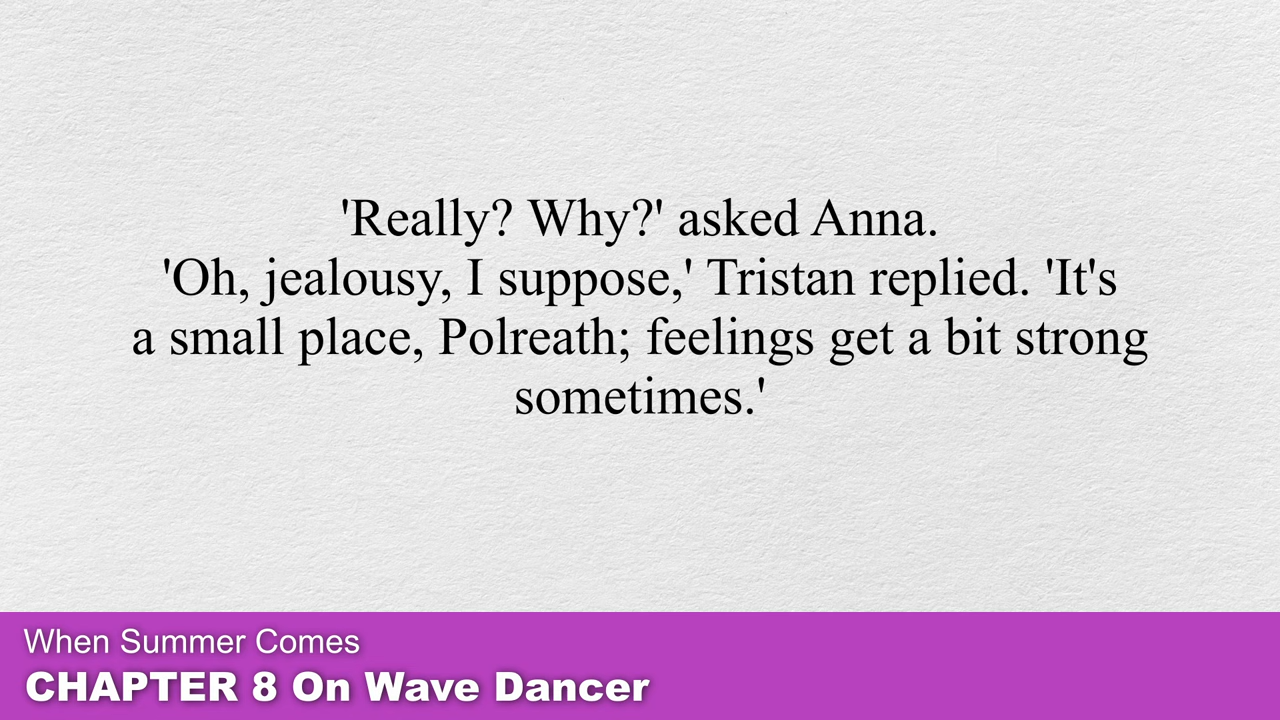 'Really? Why?' asked Anna.
'Oh, jealousy, I suppose,' Tristan replied. 'It's
a small place, Polreath; feelings get a bit strong
sometimes.'
When Summer Comes
CHAPTER 8 On Wave Dancer